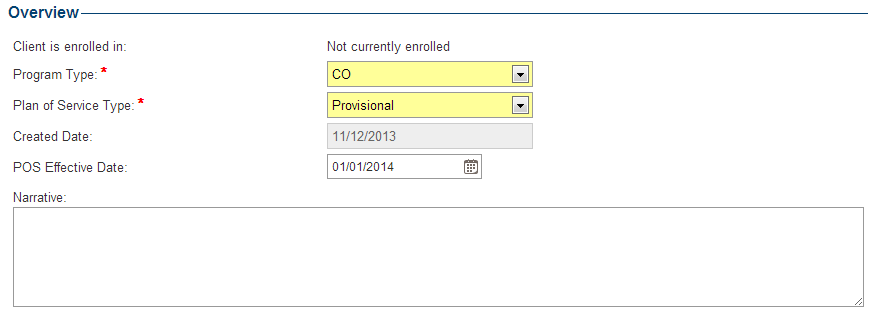 Overview
Client is enrolled in: Not currently enrolled
Program Type: * CO
Plan of Service Type: * Provisional
Created Date: 11/12/2013
POS Effective Date: 01/01/2014
Narrative: